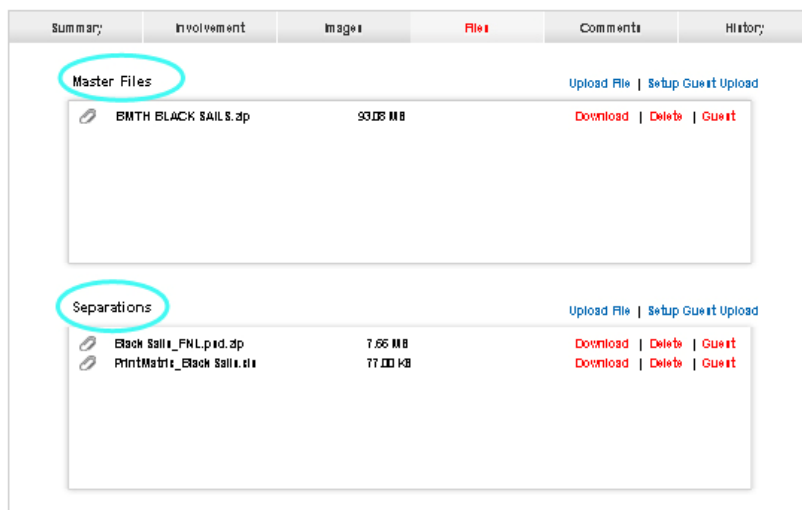 Summary Involvement Images Files Comments History
Master Files
Upload File | Setup Guest Upload
BMTH BLACK SAILS.zip 93.08 MB Download | Delete | Guest
Separations
Upload File | Setup Guest Upload
Black Sails_FNL.psd.zip 7.66 MB Download | Delete | Guest
PrintMatrix_Black Sails.xls 77.00 KB Download | Delete | Guest